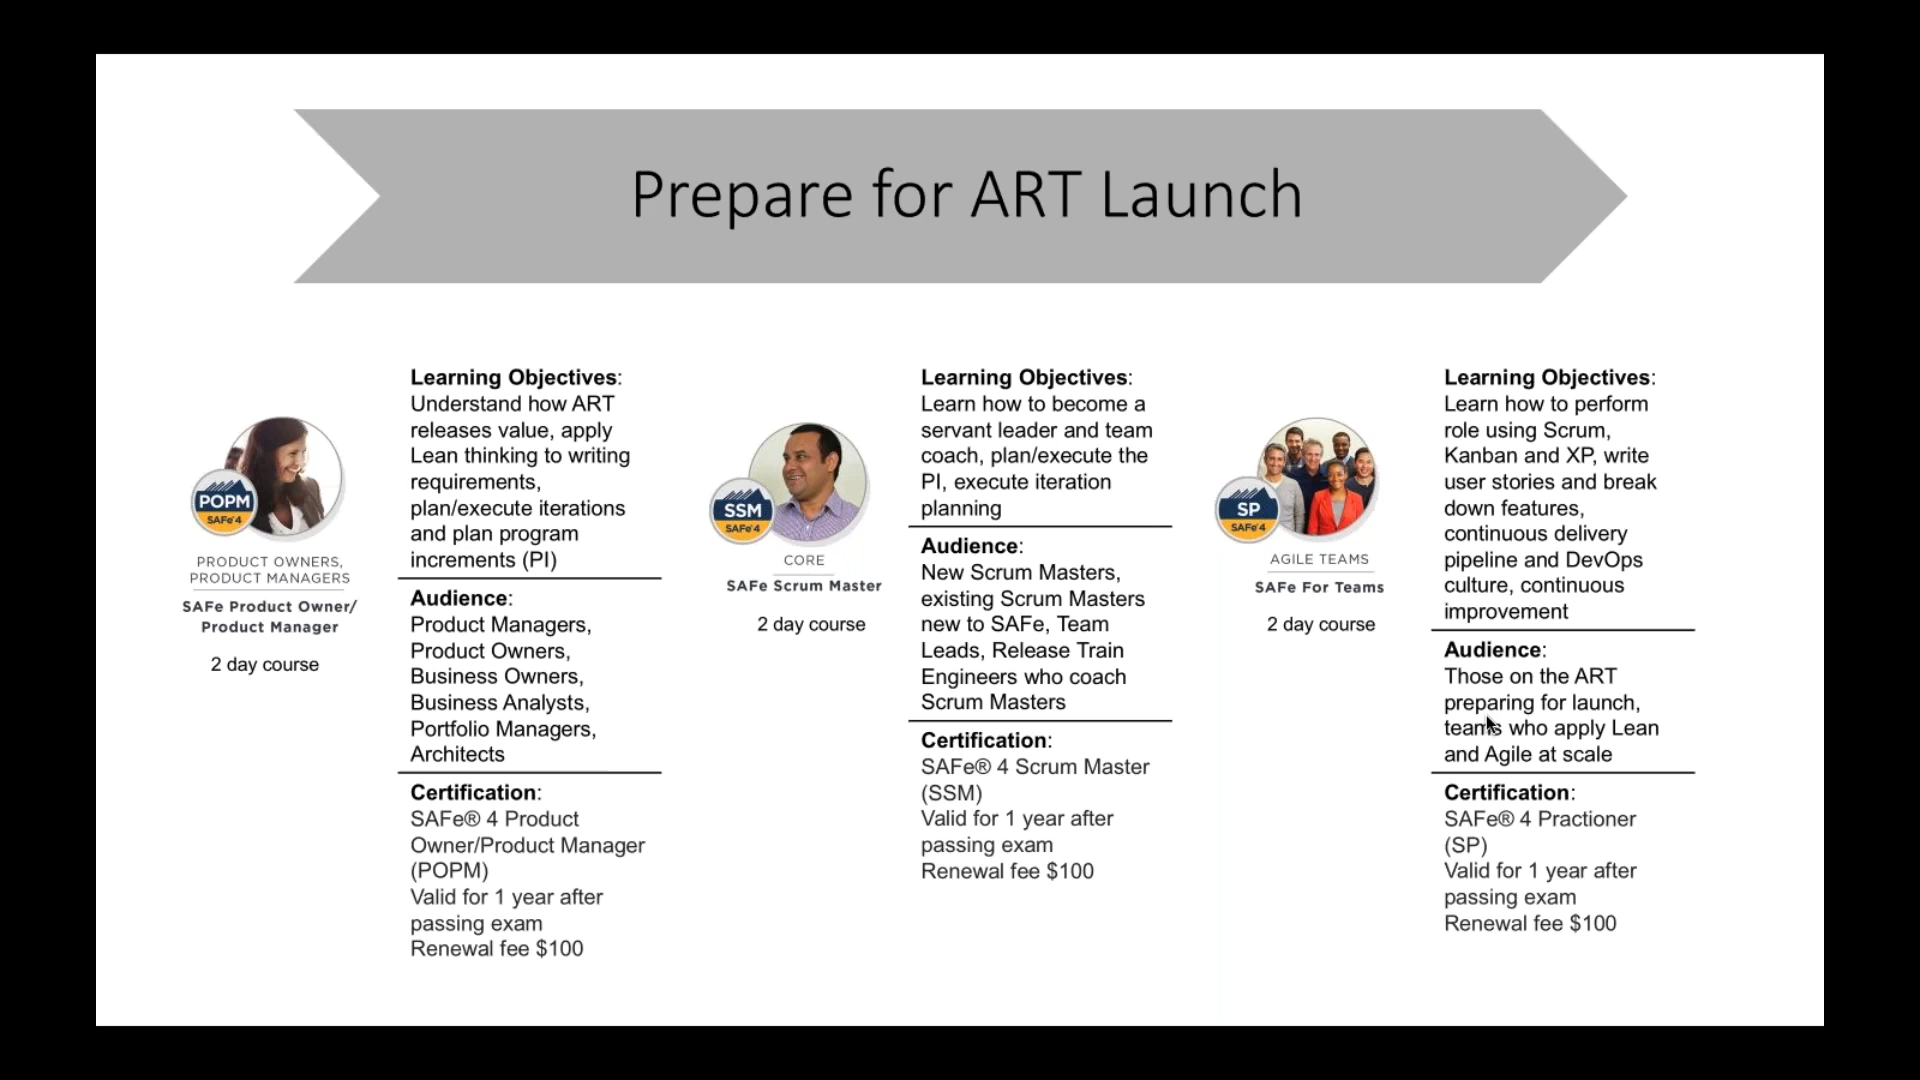 Prepare for ART Launch
POPM
SAFe®4
PRODUCT OWNERS,
PRODUCT MANAGERS
SAFe Product Owner/
Product Manager
2 day course
Learning Objectives:
Understand how ART
releases value, apply
Lean thinking to writing
requirements,
plan/execute iterations
and plan program
increments (PI)
Audience:
Product Managers,
Product Owners,
Business Owners,
Business Analysts,
Portfolio Managers,
Architects
Certification:
SAFe® 4 Product
Owner/Product Manager
(POPM)
Valid for 1 year after
passing exam
Renewal fee $100
SSM
SAFe®4
CORE
SAFe Scrum Master
2 day course
Learning Objectives:
Learn how to become a
servant leader and team
coach, plan/execute the
PI, execute iteration
planning
Audience:
New Scrum Masters,
existing Scrum Masters
new to SAFe, Team
Leads, Release Train
Engineers who coach
Scrum Masters
Certification:
SAFe® 4 Scrum Master
(SSM)
Valid for 1 year after
passing exam
Renewal fee $100
SP
SAFe®4
AGILE TEAMS
SAFe For Teams
2 day course
Learning Objectives:
Learn how to perform
role using Scrum,
Kanban and XP, write
user stories and break
down features,
continuous delivery
pipeline and DevOps
culture, continuous
improvement
Audience:
Those on the ART
preparing for launch,
teams who apply Lean
and Agile at scale
Certification:
SAFe® 4 Practioner
(SP)
Valid for 1 year after
passing exam
Renewal fee $100